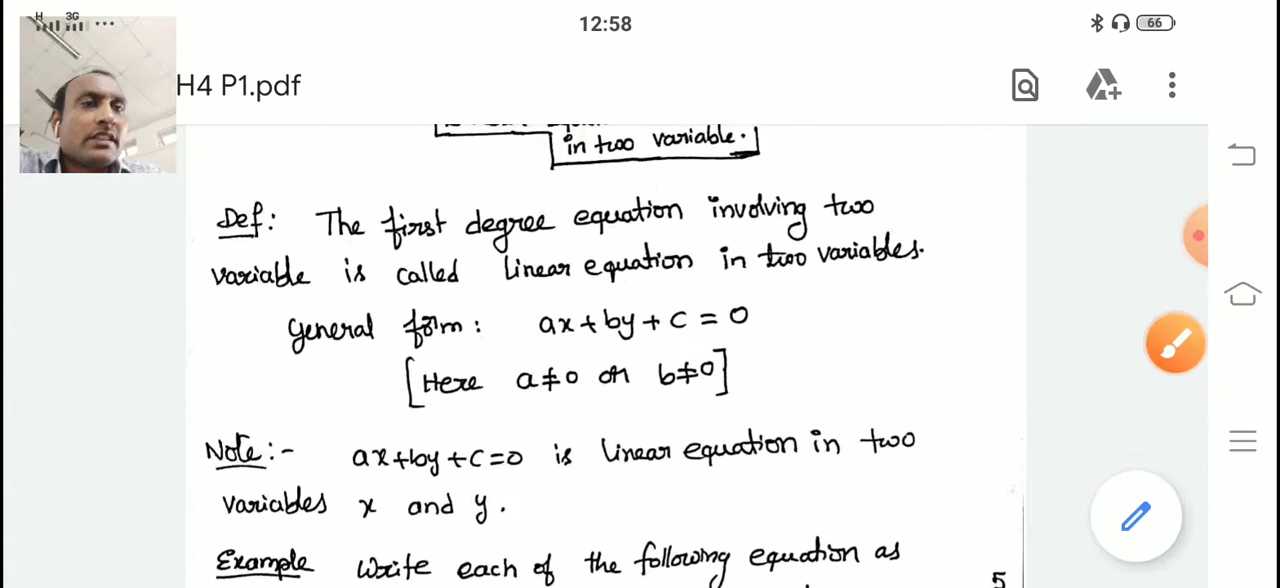 H 3G 12:58 66
H4 P1.pdf
in two variable.
Def: The first degree equation involving two
variable is called linear equation in two variables.
General form: ax+by+c=0
[Here a≠0 or b≠0]
Note:- ax+by+c=0 is linear equation in two
variables x and y.
Example Write each of the following equation as
5